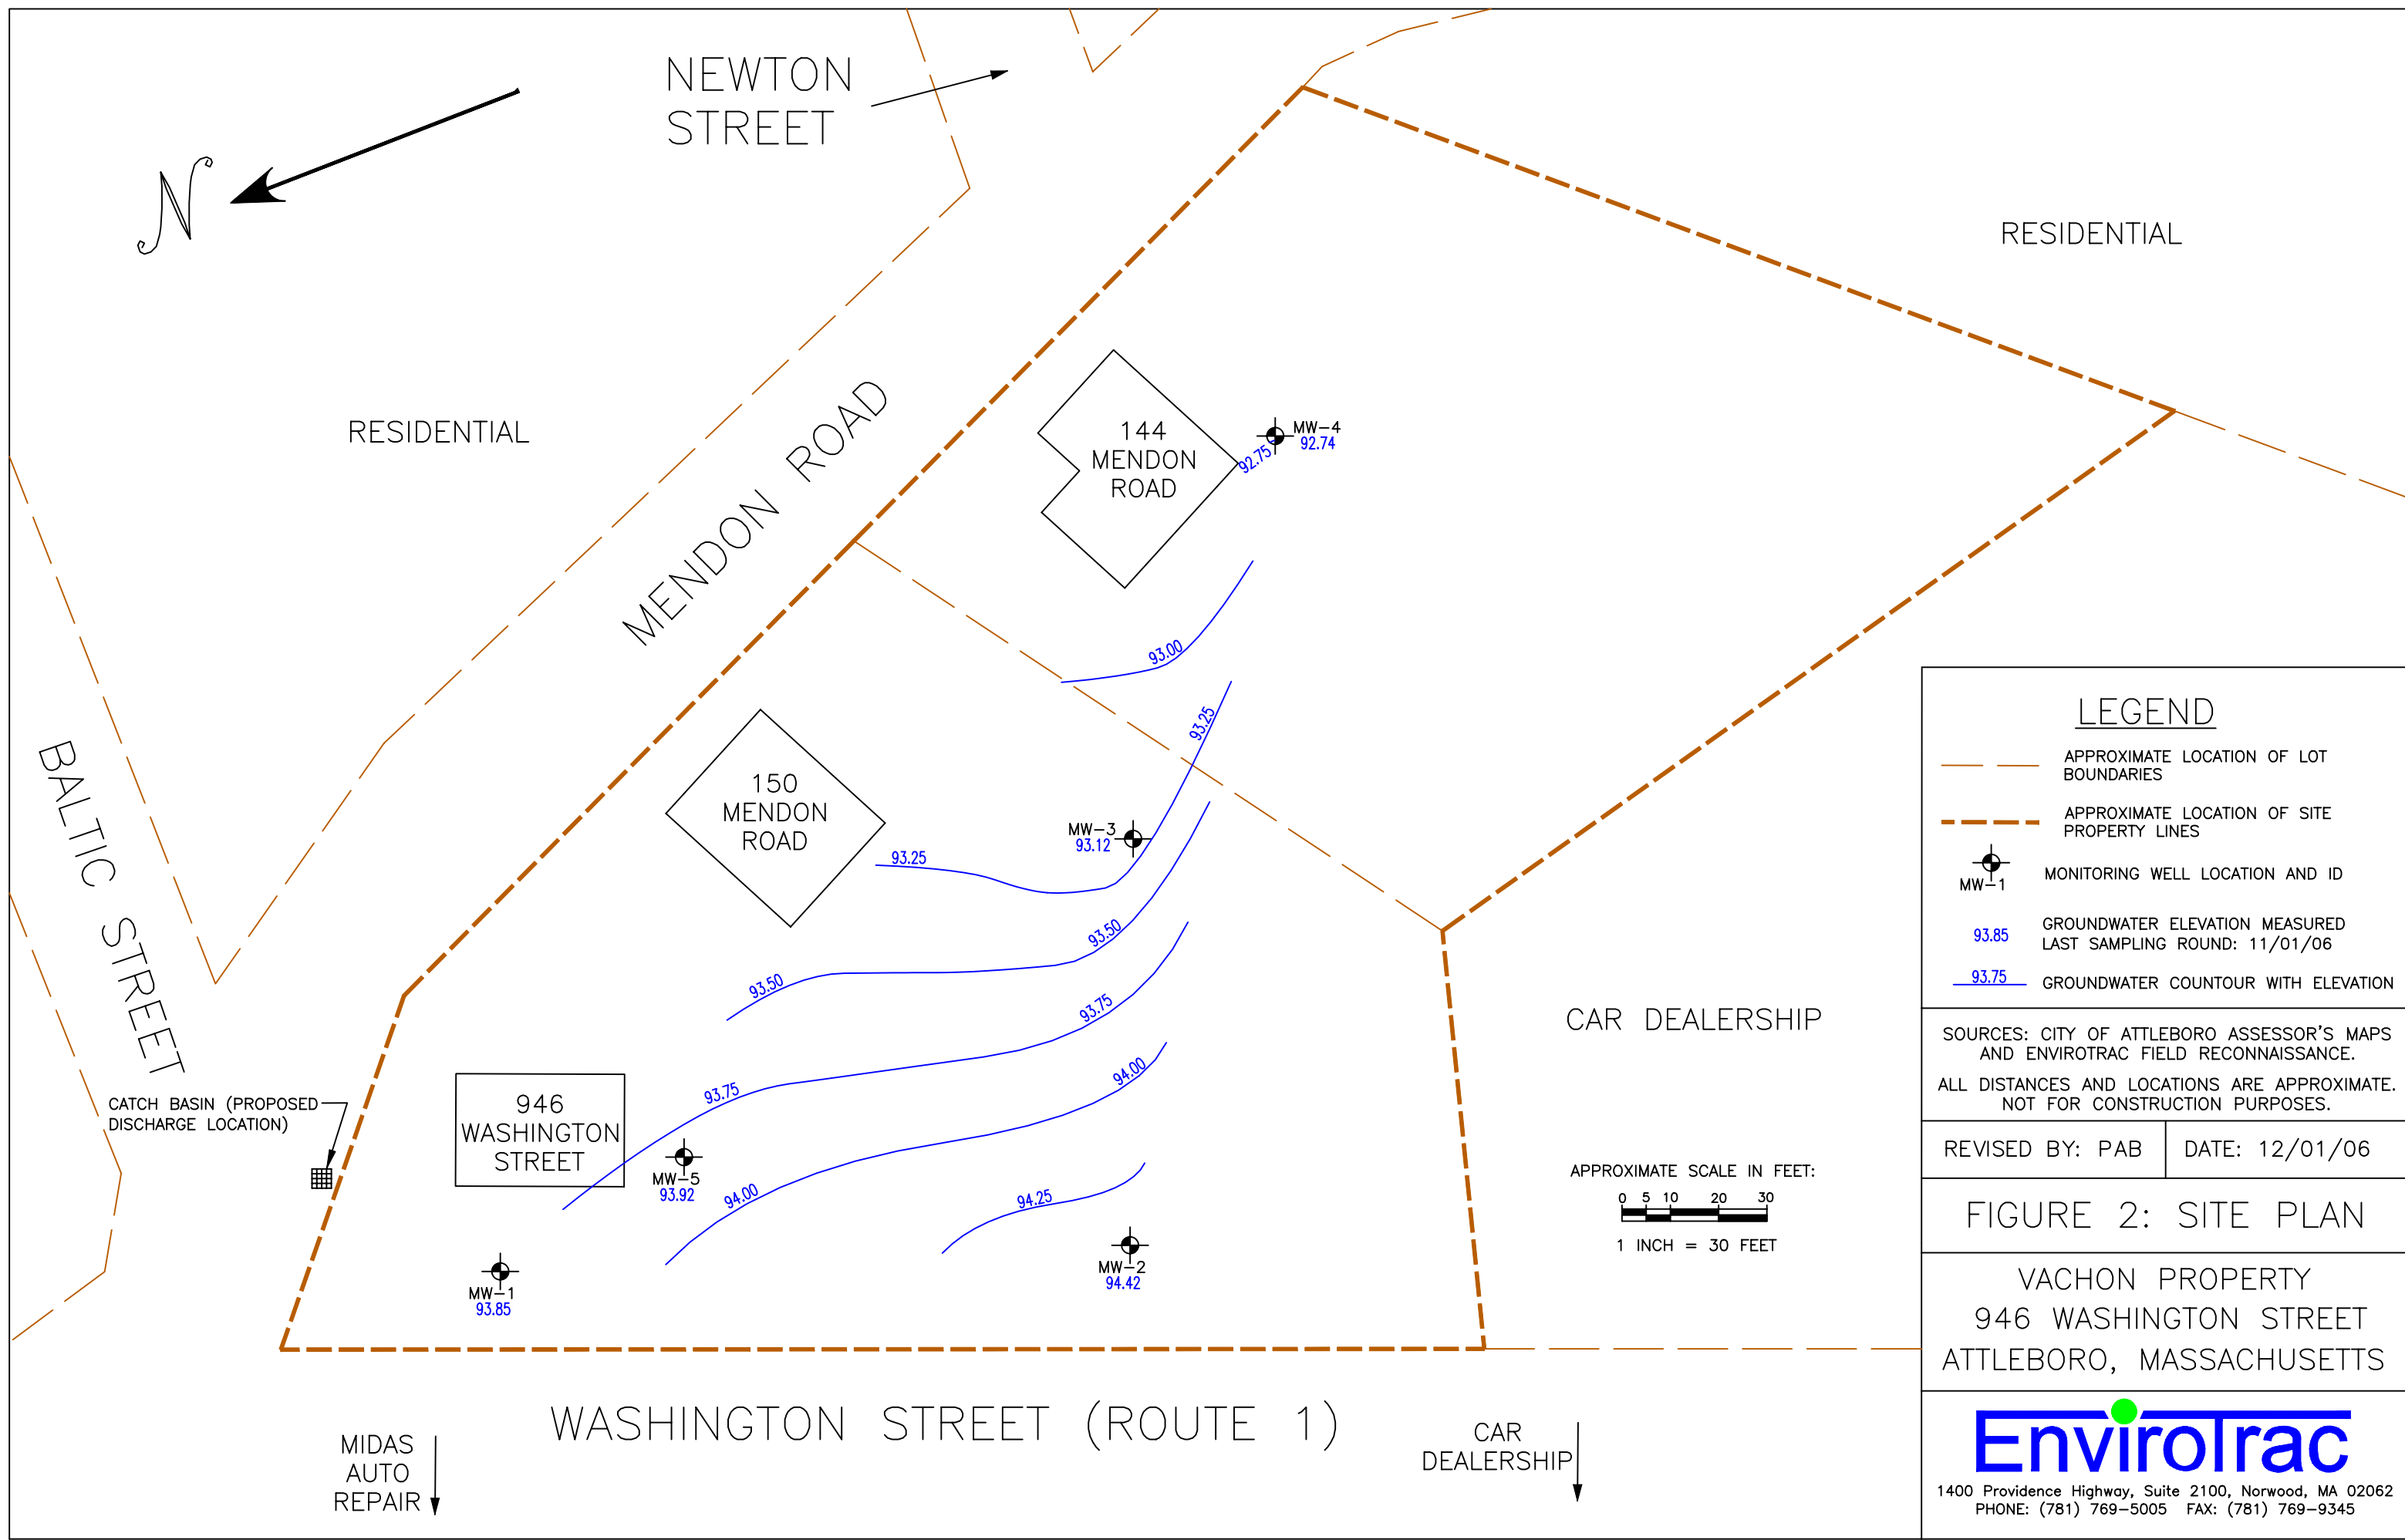 NEWTON
STREET
N
RESIDENTIAL
RESIDENTIAL
MENDON ROAD
144
MENDON
ROAD
MW-4
92.74
92.75
93.00
93.25
150
MENDON
ROAD
MW-3
93.12
93.25
93.50
93.50
93.75
93.75
94.00
94.00
94.25
BALTIC STREET
CATCH BASIN (PROPOSED
DISCHARGE LOCATION)
946
WASHINGTON
STREET
MW-5
93.92
MW-1
93.85
MW-2
94.42
CAR DEALERSHIP
APPROXIMATE SCALE IN FEET:
0 5 10 20 30
1 INCH = 30 FEET
WASHINGTON STREET (ROUTE 1)
MIDAS
AUTO
REPAIR
CAR
DEALERSHIP
LEGEND
APPROXIMATE LOCATION OF LOT
BOUNDARIES
APPROXIMATE LOCATION OF SITE
PROPERTY LINES
MW-1
MONITORING WELL LOCATION AND ID
93.85
GROUNDWATER ELEVATION MEASURED
LAST SAMPLING ROUND: 11/01/06
93.75
GROUNDWATER COUNTOUR WITH ELEVATION
SOURCES: CITY OF ATTLEBORO ASSESSOR'S MAPS
AND ENVIROTRAC FIELD RECONNAISSANCE.
ALL DISTANCES AND LOCATIONS ARE APPROXIMATE.
NOT FOR CONSTRUCTION PURPOSES.
REVISED BY: PAB
DATE: 12/01/06
FIGURE 2: SITE PLAN
VACHON PROPERTY
946 WASHINGTON STREET
ATTLEBORO, MASSACHUSETTS
EnviroTrac
1400 Providence Highway, Suite 2100, Norwood, MA 02062
PHONE: (781) 769-5005 FAX: (781) 769-9345